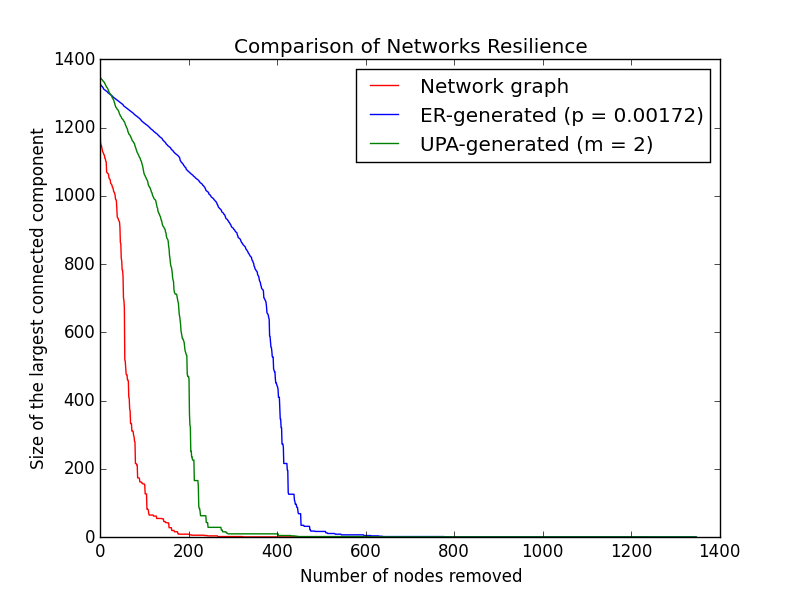 Comparison of Networks Resilience
Network graph
ER-generated (p = 0.00172)
UPA-generated (m = 2)
Size of the largest connected component
1400
1200
1000
800
600
400
200
0
0 200 400 600 800 1000 1200 1400
Number of nodes removed